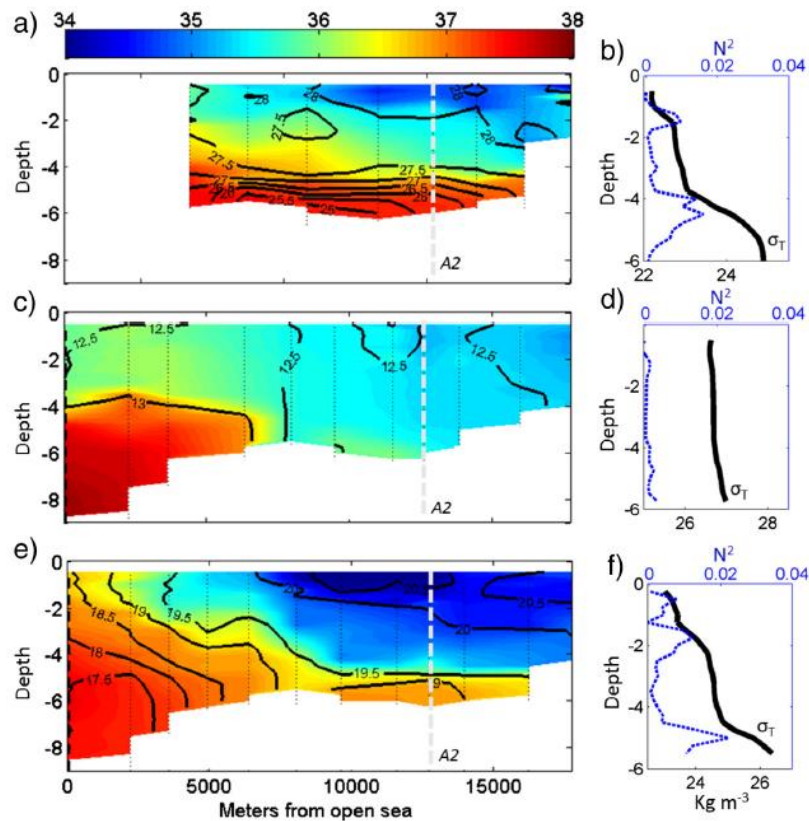 34 35 36 37 38
a)
0
-2
-4
-6
-8
Depth
28
28
28
28
27.5
27.5
27.5
27
26.5
26
25.5
25
A2
b)
N²
0 0.02 0.04
0
-2
-4
-6
Depth
σT
22 24
c)
0
-2
-4
-6
-8
Depth
12.5
12.5
12.5
12.5
12.5
13
A2
d)
N²
0 0.02 0.04
0
-2
-4
-6
Depth
σT
26 28
e)
0
-2
-4
-6
-8
Depth
18.5
19
19.5
20.5
20
18
17.5
19.5
9
A2
0 5000 10000 15000
Meters from open sea
f)
N²
0 0.02 0.04
0
-2
-4
-6
Depth
σT
24 26
Kg m⁻³